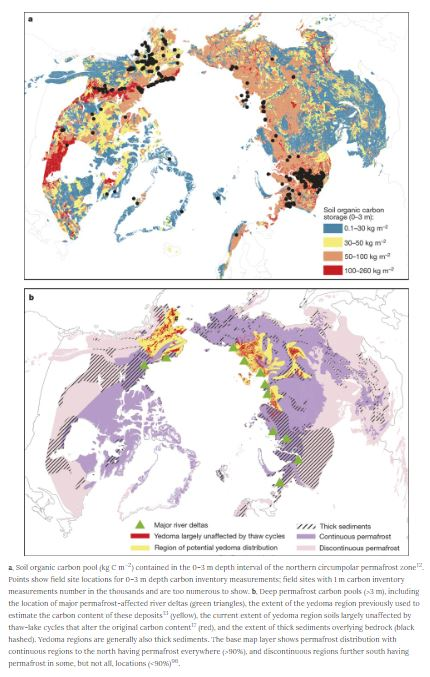 a
Soil organic carbon
storage (0–3 m);
0.1–30 kg m⁻²
30–50 kg m⁻²
50–100 kg m⁻²
100–260 kg m⁻²
b
Major river deltas
Yedoma largely unaffected by thaw cycles
Region of potential yedoma distribution
Thick sediments
Continuous permafrost
Discontinuous permafrost
a, Soil organic carbon pool (kg C m⁻²) contained in the 0–3 m depth interval of the northern circumpolar permafrost zone¹².
Points show field site locations for 0–3 m depth carbon inventory measurements; field sites with 1 m carbon inventory
measurements number in the thousands and are too numerous to show. b, Deep permafrost carbon pools (>3 m), including
the location of major permafrost-affected river deltas (green triangles), the extent of the yedoma region previously used to
estimate the carbon content of these deposits¹³ (yellow), the current extent of yedoma region soils largely unaffected by
thaw–lake cycles that alter the original carbon content¹⁷ (red), and the extent of thick sediments overlying bedrock (black
hashed). Yedoma regions are generally also thick sediments. The base map layer shows permafrost distribution with
continuous regions to the north having permafrost everywhere (>90%), and discontinuous regions further south having
permafrost in some, but not all, locations (<90%)⁹⁰.